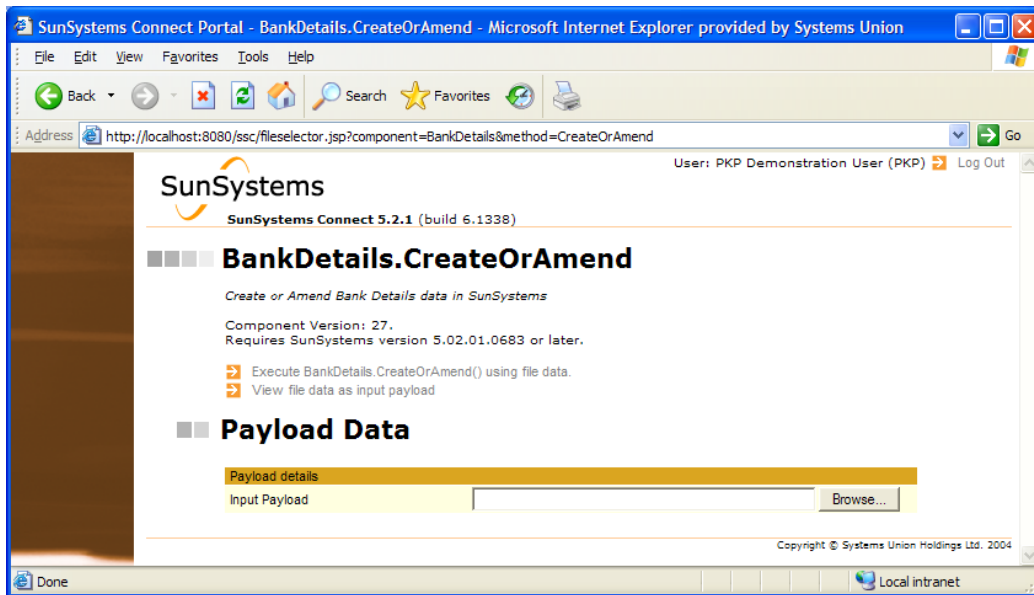 SunSystems Connect Portal - BankDetails.CreateOrAmend - Microsoft Internet Explorer provided by Systems Union
File Edit View Favorites Tools Help
Back Search Favorites
Address http://localhost:8080/ssc/fileselector.jsp?component=BankDetails&method=CreateOrAmend Go
User: PKP Demonstration User (PKP) Log Out
SunSystems
SunSystems Connect 5.2.1 (build 6.1338)
BankDetails.CreateOrAmend
Create or Amend Bank Details data in SunSystems
Component Version: 27.
Requires SunSystems version 5.02.01.0683 or later.
Execute BankDetails.CreateOrAmend() using file data.
View file data as input payload
Payload Data
Payload details
Input Payload Browse...
Copyright © Systems Union Holdings Ltd. 2004
Done Local intranet